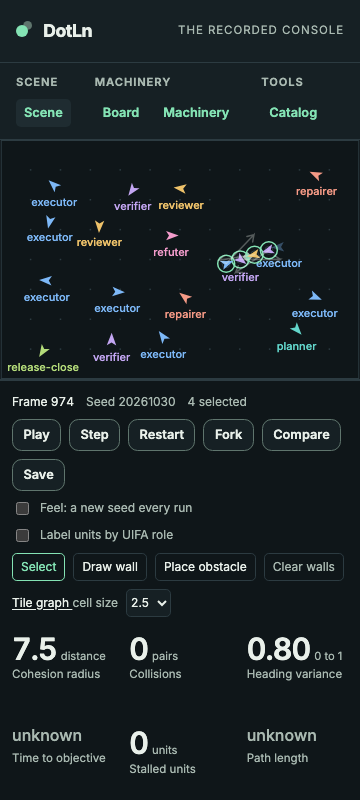 DotLn THE RECORDED CONSOLE
SCENE MACHINERY TOOLS
Scene Board Machinery Catalog
repairer
executor verifier reviewer
executor reviewer
refuter
executor
verifier
executor executor repairer executor
planner
release-close verifier executor
Frame 974 Seed 20261030 4 selected
Play Step Restart Fork Compare
Save
Feel: a new seed every run
Label units by UIFA role
Select Draw wall Place obstacle Clear walls
Tile graph cell size 2.5
7.5 distance 0 pairs 0.80 0 to 1
Cohesion radius Collisions Heading variance
unknown 0 units unknown
Time to objective Stalled units Path length